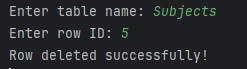 Enter table name: Subjects
Enter row ID: 5
Row deleted successfully!